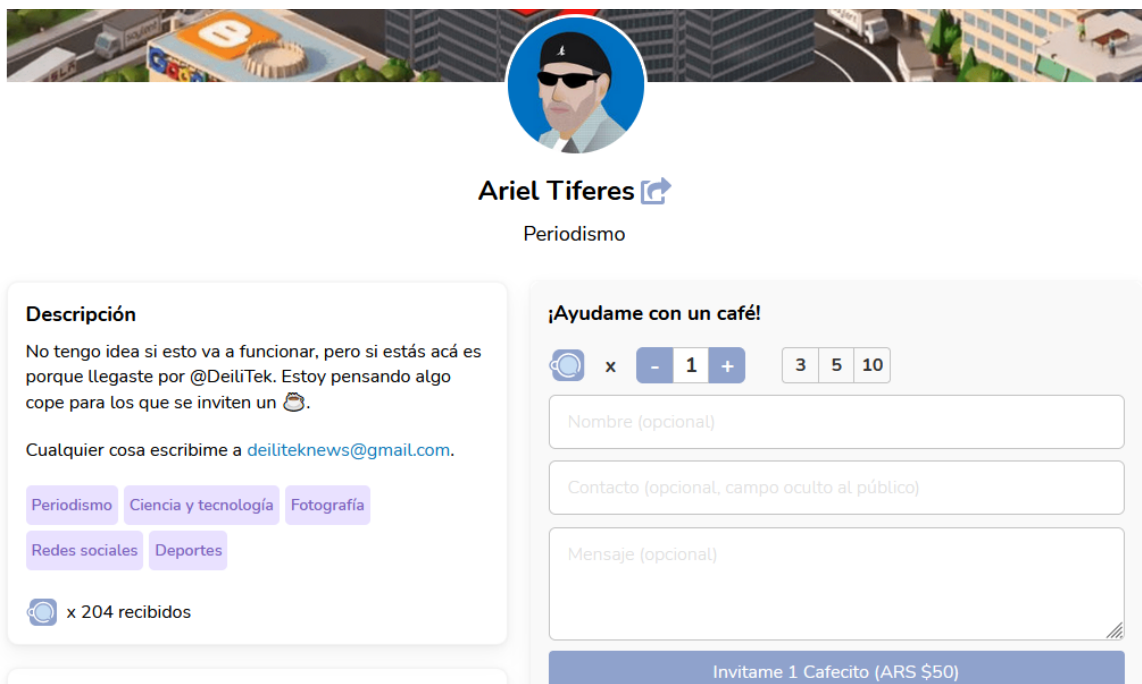 soylent
Ariel Tiferes
Periodismo
Descripción
No tengo idea si esto va a funcionar, pero si estás acá es
porque llegaste por @DeiliTek. Estoy pensando algo
cope para los que se inviten un ☕.
Cualquier cosa escribime a deiliteknews@gmail.com.
Periodismo Ciencia y tecnología Fotografía
Redes sociales Deportes
x 204 recibidos
¡Ayudame con un café!
x - 1 + 3 5 10
Nombre (opcional)
Contacto (opcional, campo oculto al público)
Mensaje (opcional)
Invitame 1 Cafecito (ARS $50)